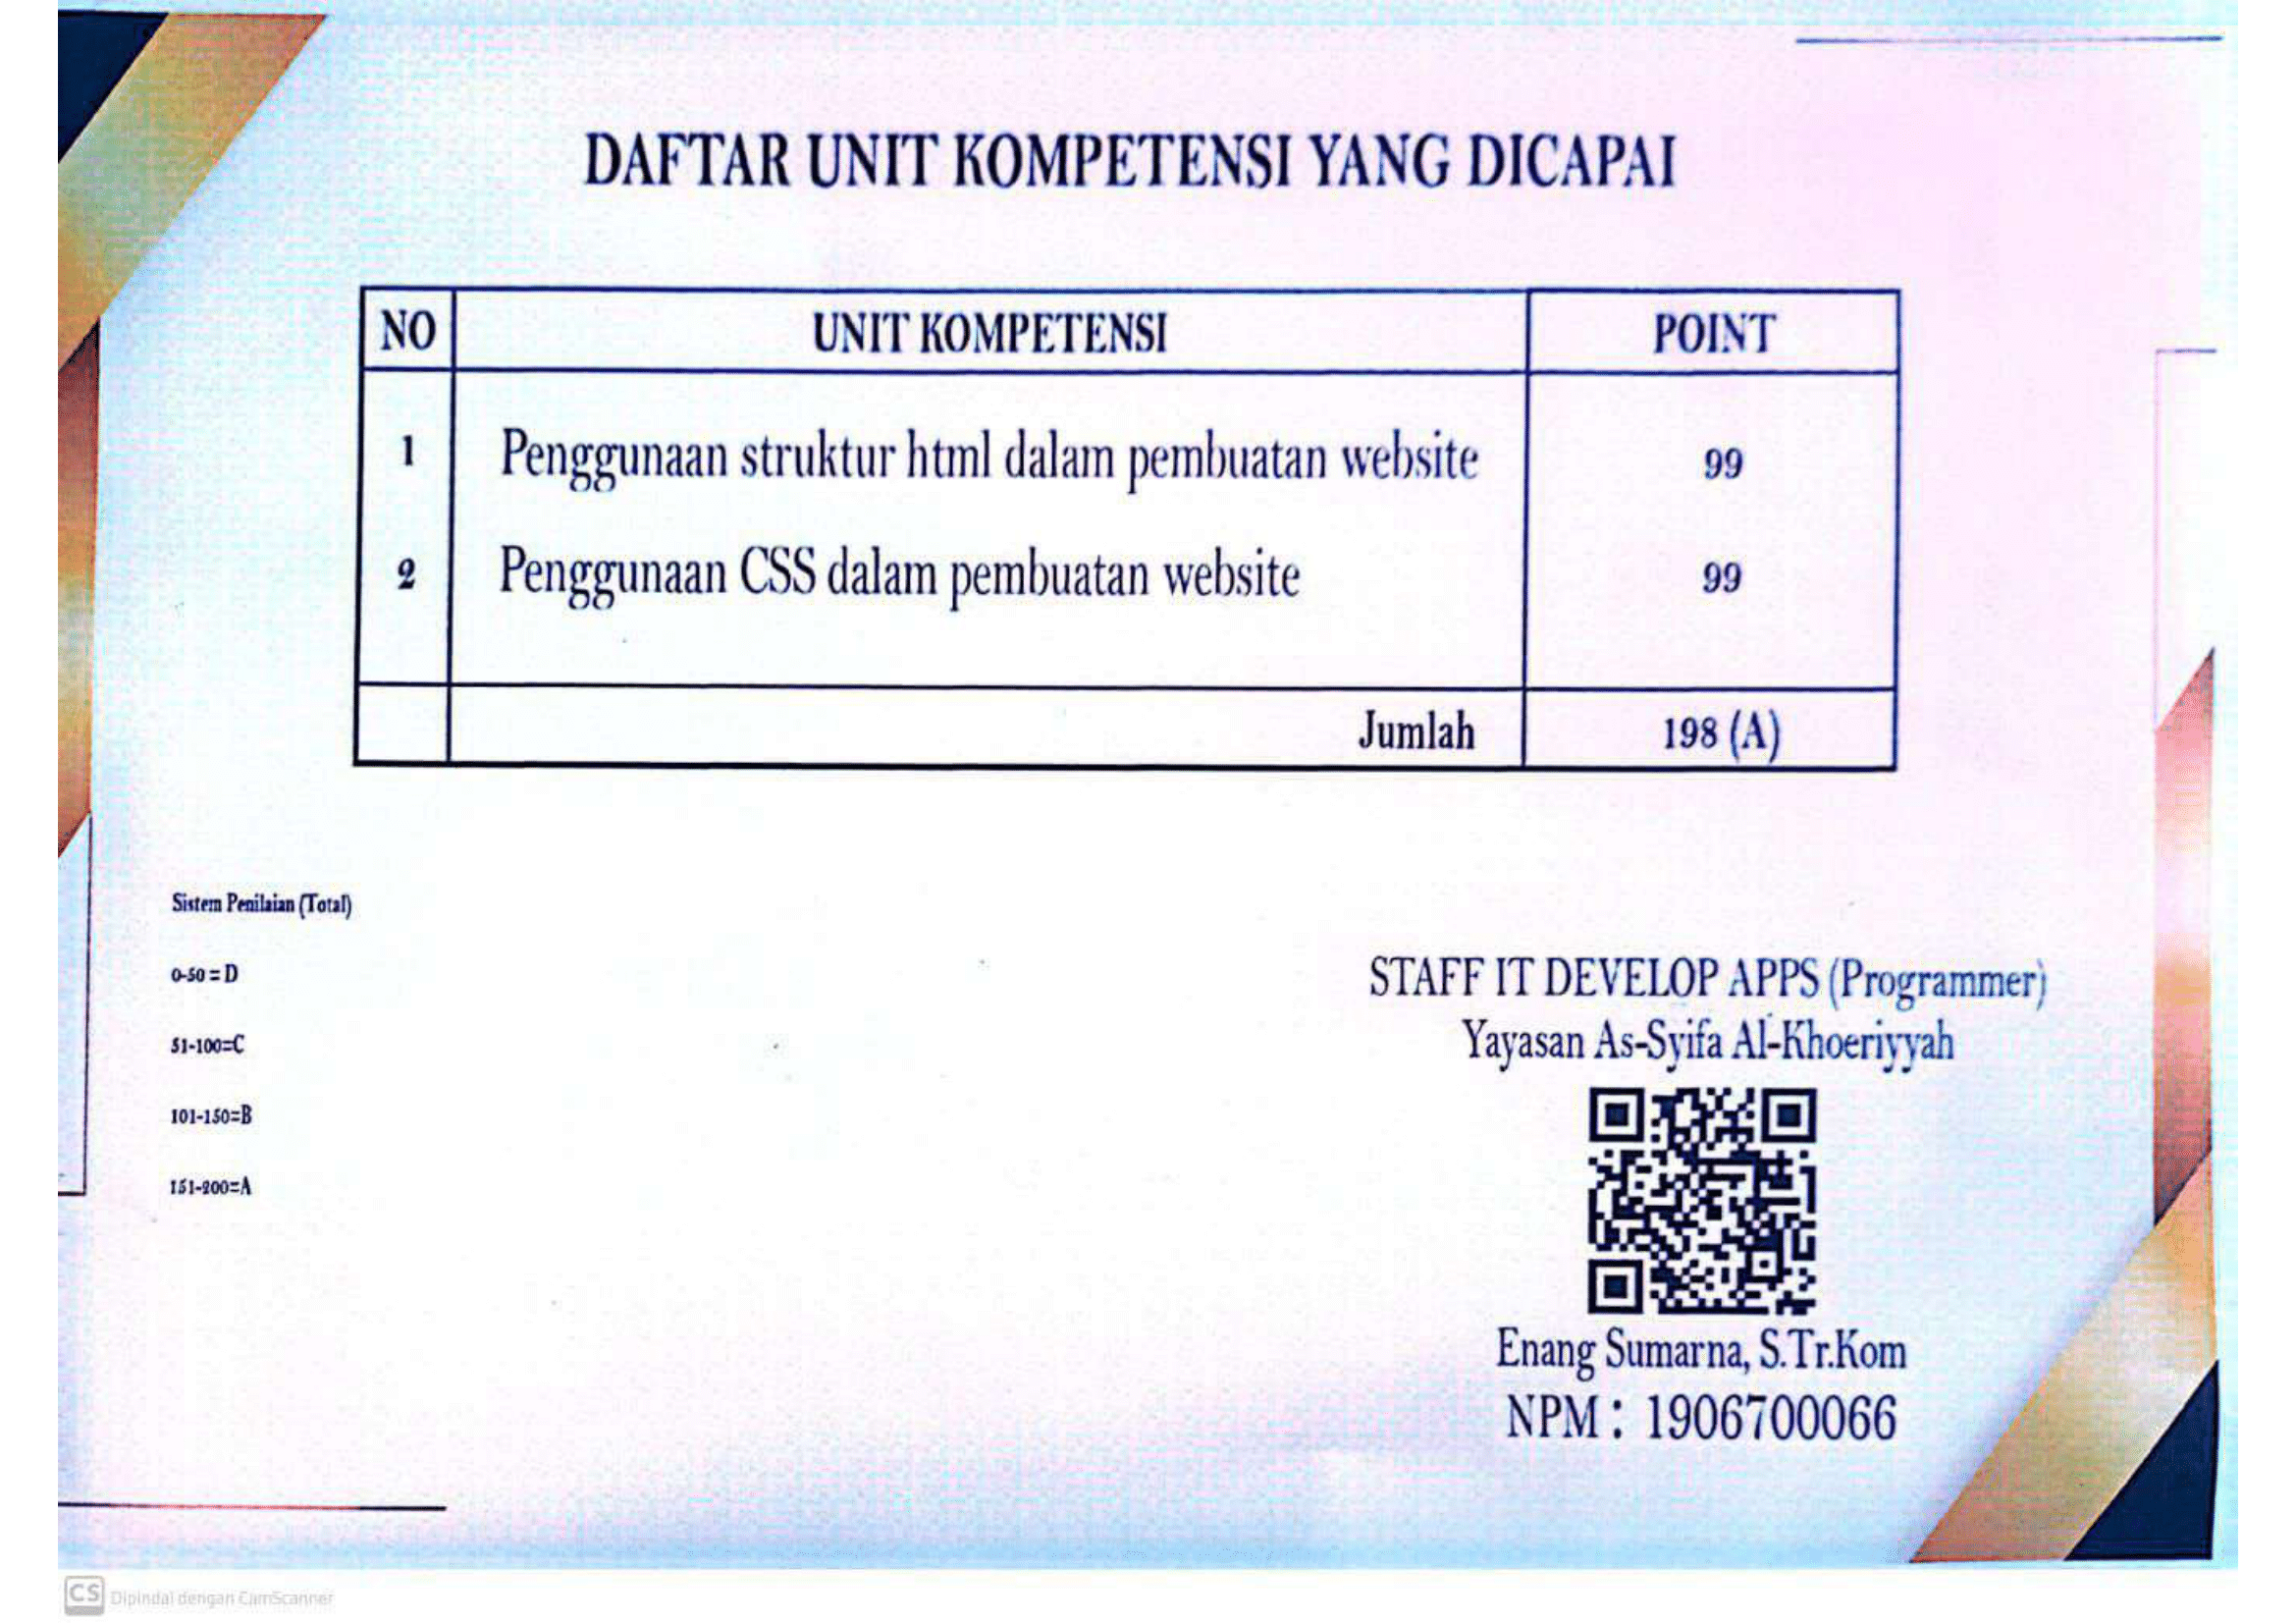 DAFTAR UNIT KOMPETENSI YANG DICAPAI
NO UNIT KOMPETENSI POINT
1 Penggunaan struktur html dalam pembuatan website 99
2 Penggunaan CSS dalam pembuatan website 99
Jumlah 198 (A)
Sistem Penilaian (Total)
0-50 = D
51-100=C
101-150=B
151-200=A
STAFF IT DEVELOP APPS (Programmer)
Yayasan As-Syifa Al-Khoeriyyah
Enang Sumarna, S.Tr.Kom
NPM : 1906700066
CS Dipindai dengan CamScanner